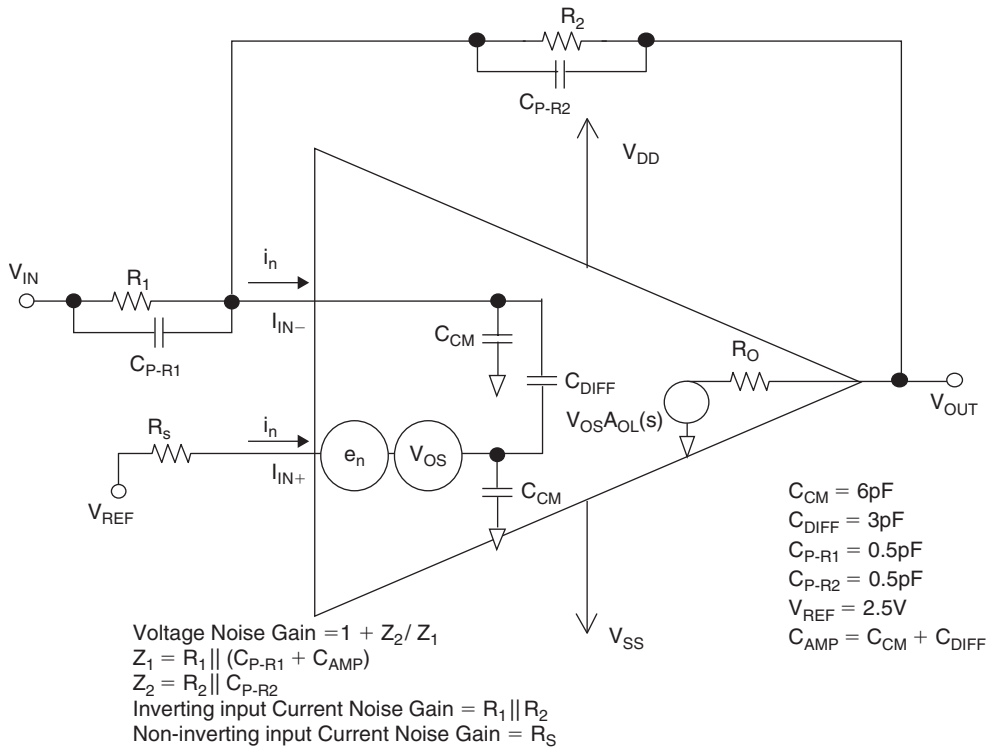 R2
CP-R2
VDD
in
VIN
R1
IIN−
CP-R1
CCM
CDIFF
RO
VOSAOL(s)
VOUT
Rs
in
IIN+
en
VOS
CCM
VREF
VSS
CCM = 6pF
CDIFF = 3pF
CP-R1 = 0.5pF
CP-R2 = 0.5pF
VREF = 2.5V
CAMP = CCM + CDIFF
Voltage Noise Gain =1 + Z2/ Z1
Z1 = R1|| (CP-R1 + CAMP)
Z2 = R2|| CP-R2
Inverting input Current Noise Gain = R1||R2
Non-inverting input Current Noise Gain = RS